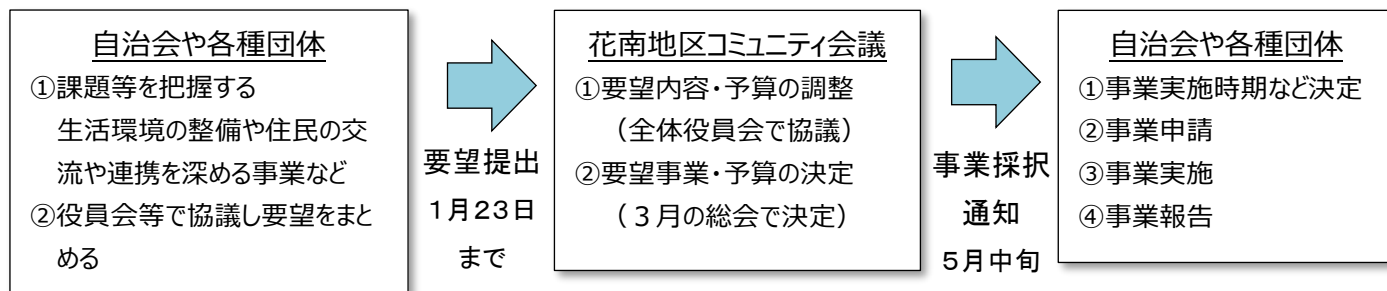 自治会や各種団体
①課題等を把握する
生活環境の整備や住民の交
流や連携を深める事業など
②役員会等で協議し要望をまと
める
要望提出
1月23日
まで
花南地区コミュニティ会議
①要望内容・予算の調整
（全体役員会で協議）
②要望事業・予算の決定
（３月の総会で決定）
事業採択
通知
5月中旬
自治会や各種団体
①事業実施時期など決定
②事業申請
③事業実施
④事業報告